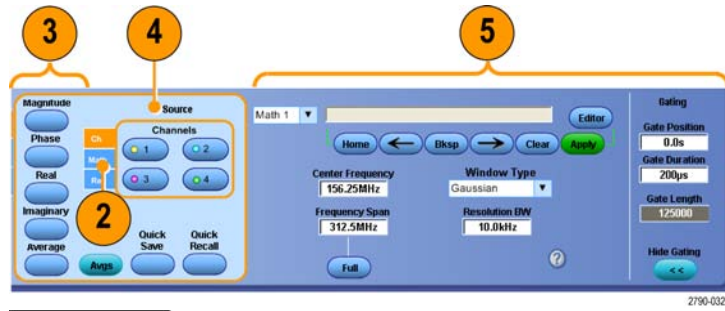 3
4
5
Magnitude
Phase
Real
Imaginary
Average
Source
Channels
Ch
1
2
3
4
2
Quick Save
Quick Recall
Avgs
Math 1
Editor
Home
Bksp
Clear
Apply
Center Frequency
156.25MHz
Window Type
Gaussian
Frequency Span
312.5MHz
Resolution BW
10.0kHz
Full
?
Gating
Gate Position
0.0s
Gate Duration
200µs
Gate Length
125000
Hide Gating
<<
2790-032